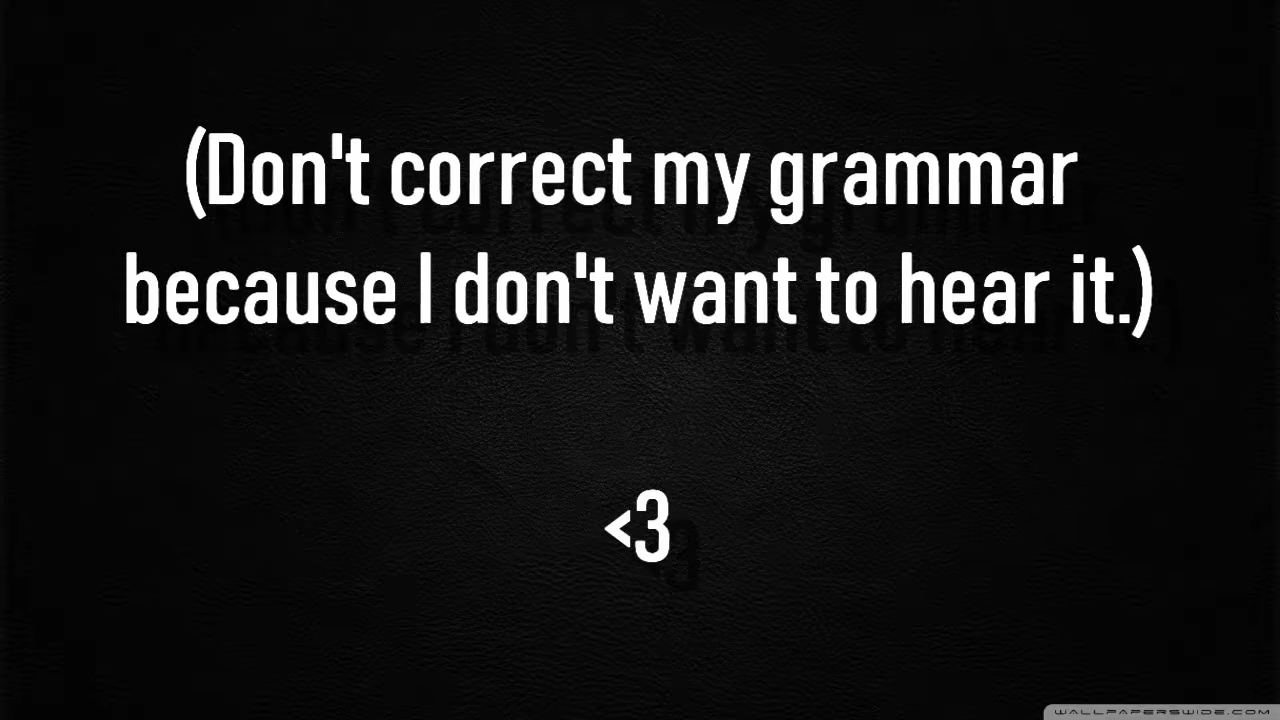 (Don't correct my grammar
because I don't want to hear it.)
<3
WALLPAPERSWIDE.COM